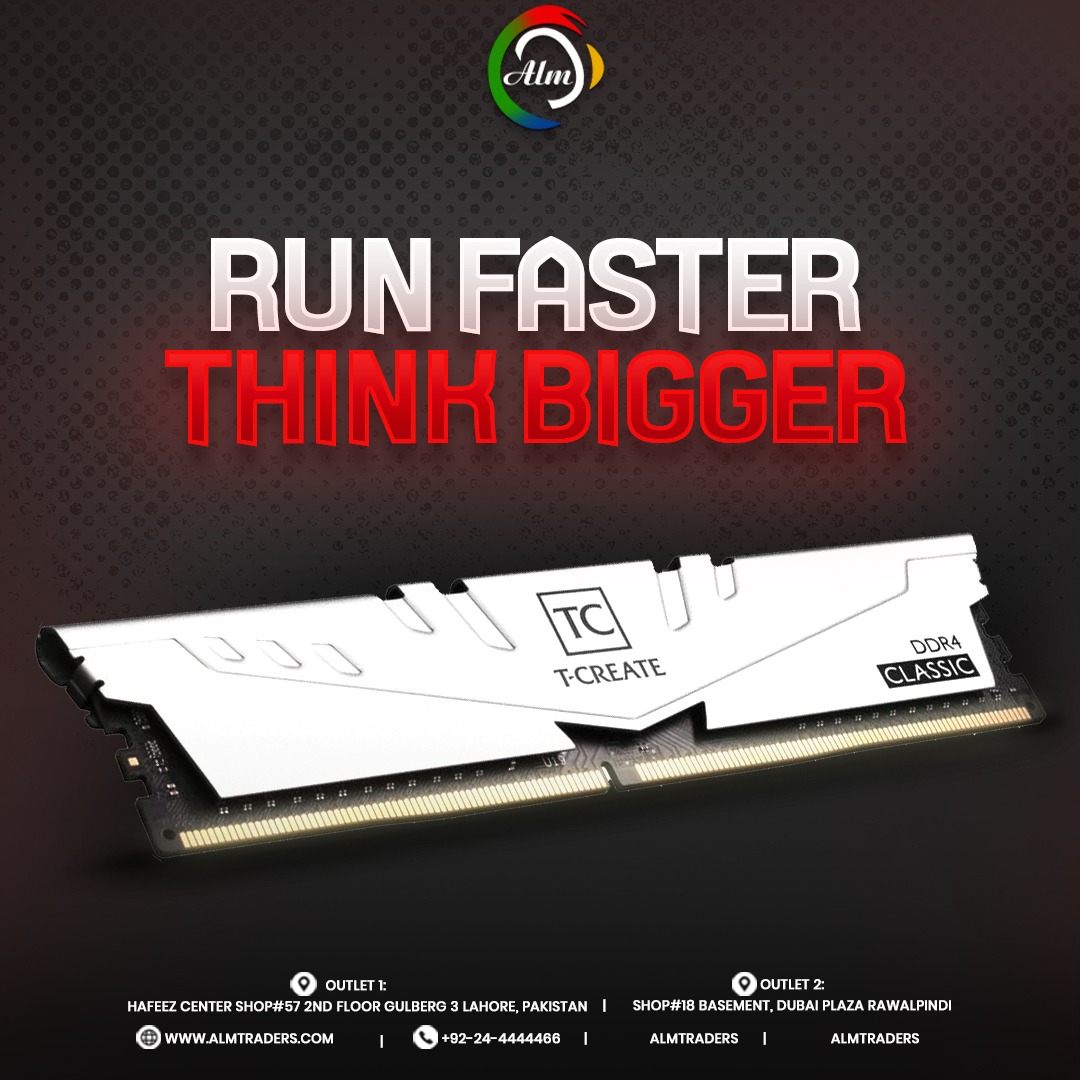 Alm
RUN FASTER
THINK BIGGER
TC
T-CREATE
DDR4
CLASSIC
U19
OUTLET 1:
HAFEEZ CENTER SHOP#57 2ND FLOOR GULBERG 3 LAHORE, PAKISTAN |
OUTLET 2:
SHOP#18 BASEMENT, DUBAI PLAZA RAWALPINDI
WWW.ALMTRADERS.COM | +92-24-4444466 | ALMTRADERS | ALMTRADERS